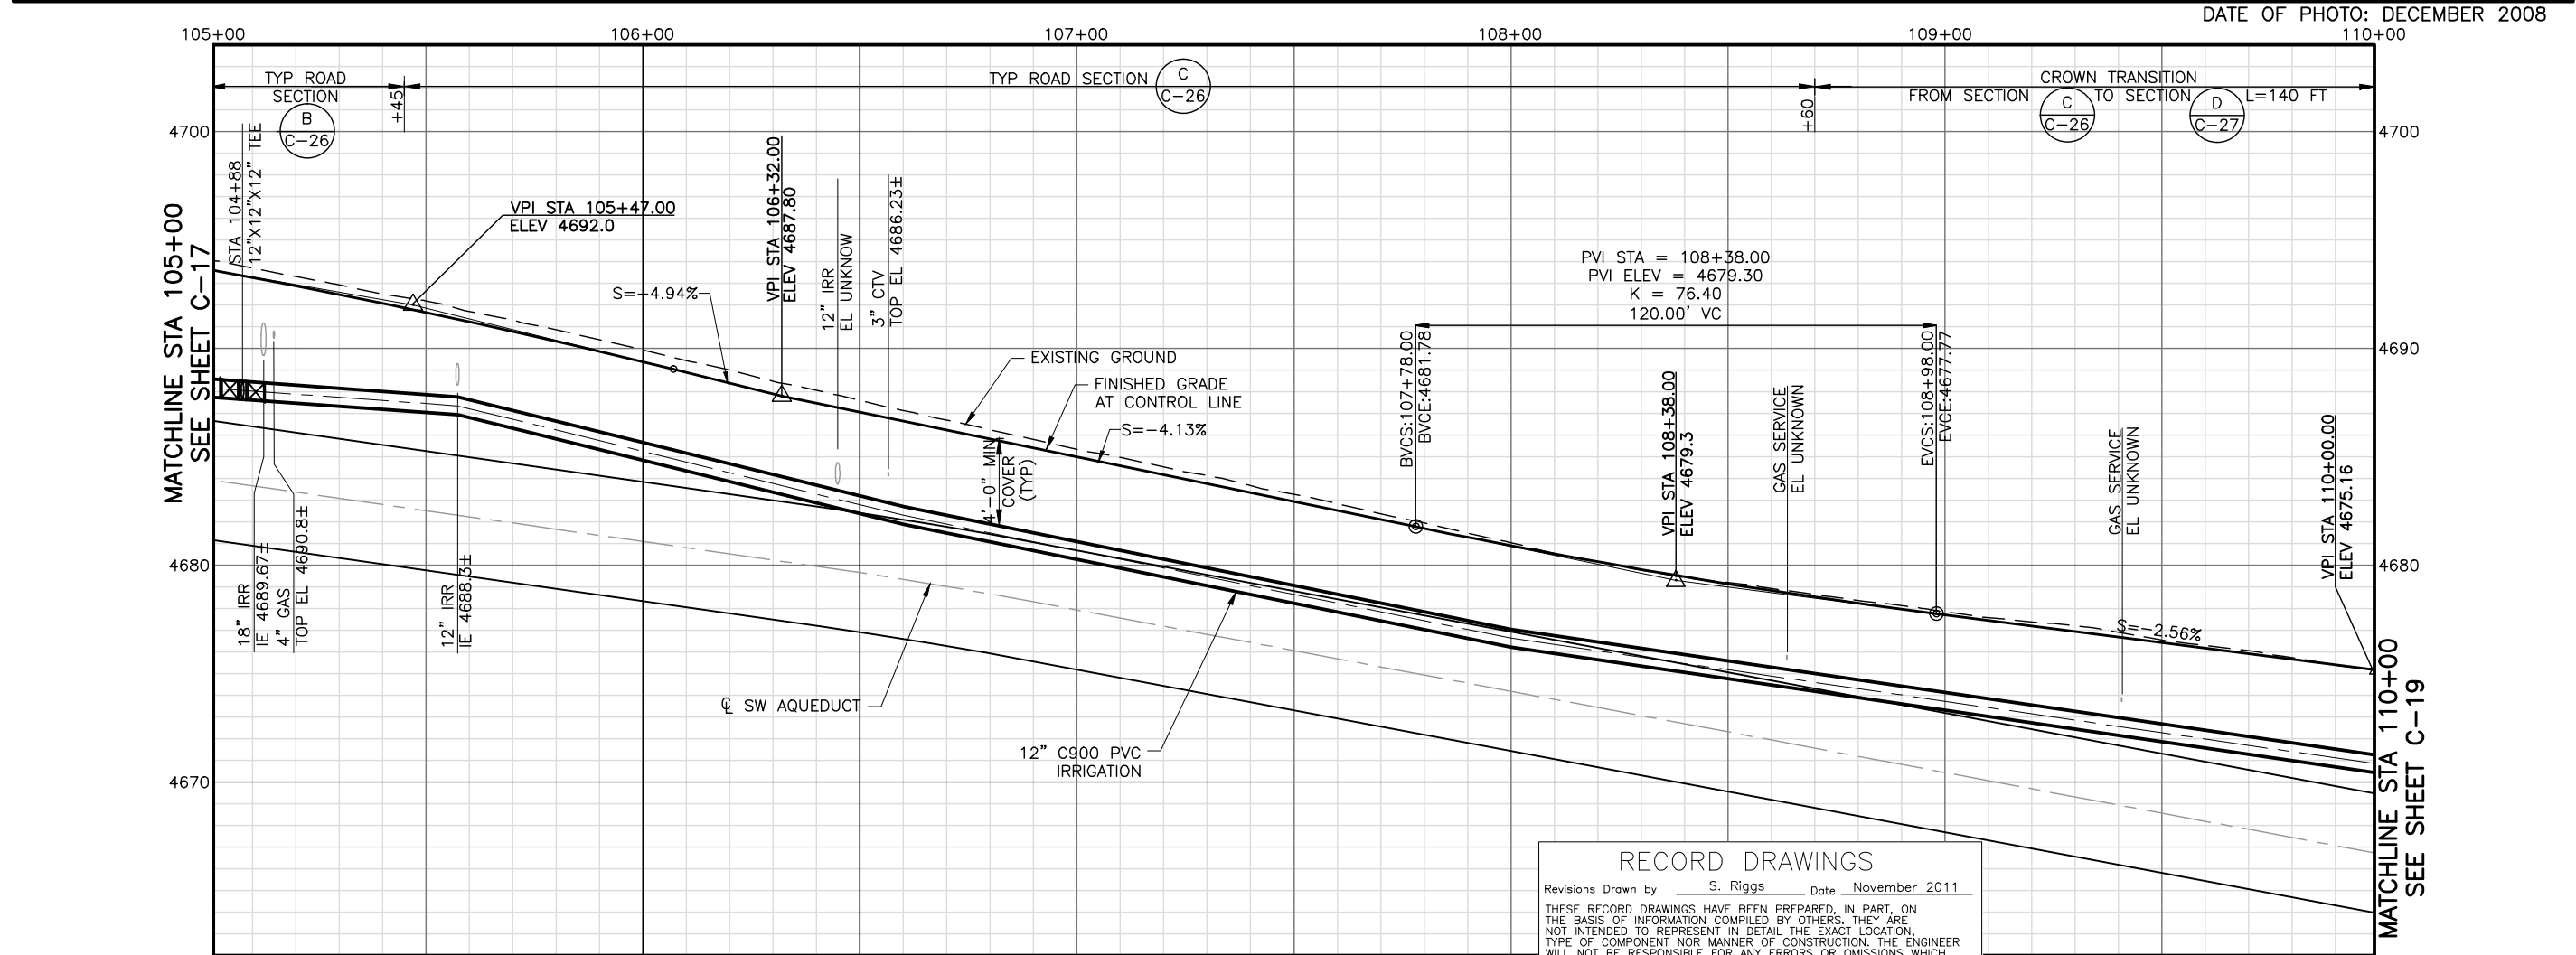 DATE OF PHOTO: DECEMBER 2008
105+00 106+00 107+00 108+00 109+00 110+00
TYP ROAD
SECTION
B
C-26
+45
TYP ROAD SECTION
C
C-26
+60
CROWN TRANSITION
FROM SECTION C TO SECTION D L=140 FT
C-26 C-27
4700
4690
4680
4670
4700
4690
4680
MATCHLINE STA 105+00
SEE SHEET C-17
STA 104+88
12"X12"X12" TEE
VPI STA 105+47.00
ELEV 4692.0
S=-4.94%
VPI STA 106+32.00
ELEV 4687.80
12" IRR
EL UNKNOW
3" CTV
TOP EL 4686.23±
EXISTING GROUND
FINISHED GRADE
AT CONTROL LINE
S=-4.13%
4'-0" MIN
COVER
(TYP)
PVI STA = 108+38.00
PVI ELEV = 4679.30
K = 76.40
120.00' VC
BVCS:107+78.00
BVCE:4681.78
VPI STA 108+38.00
ELEV 4679.3
GAS SERVICE
EL UNKNOWN
EVCS:108+98.00
EVCE:4677.77
GAS SERVICE
EL UNKNOWN
S=-2.56%
VPI STA 110+00.00
ELEV 4675.16
18" IRR
IE 4689.67±
4" GAS
TOP EL 4690.8±
12" IRR
IE 4688.3±
℄ SW AQUEDUCT
12" C900 PVC
IRRIGATION
MATCHLINE STA 110+00
SEE SHEET C-19
RECORD DRAWINGS
Revisions Drawn by S. Riggs Date November 2011
THESE RECORD DRAWINGS HAVE BEEN PREPARED, IN PART, ON
THE BASIS OF INFORMATION COMPILED BY OTHERS. THEY ARE
NOT INTENDED TO REPRESENT IN DETAIL THE EXACT LOCATION,
TYPE OF COMPONENT NOR MANNER OF CONSTRUCTION. THE ENGINEER
WILL NOT BE RESPONSIBLE FOR ANY ERRORS OR OMISSIONS WHICH